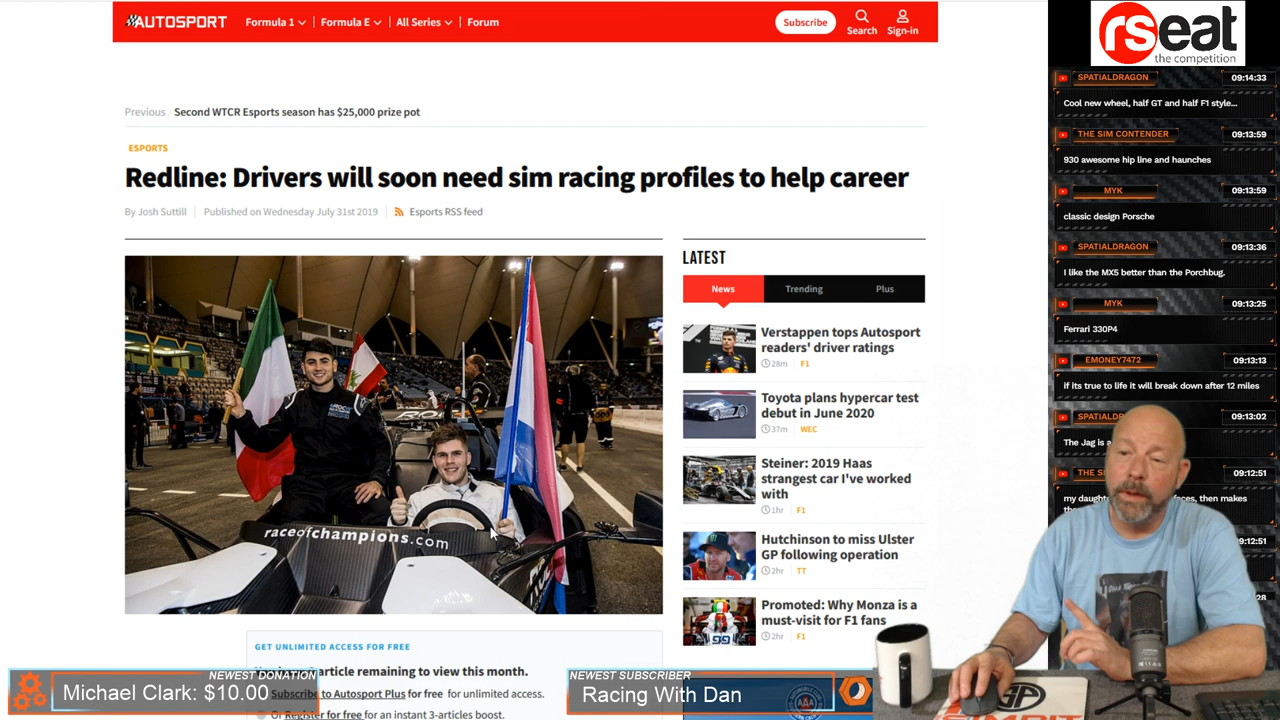 AUTOSPORT
Formula 1
Formula E
All Series
Forum
Subscribe
Search
Sign-in
Previous / Second WTCR Esports season has $25,000 prize pot
ESPORTS
Redline: Drivers will soon need sim racing profiles to help career
By Josh Suttill
Published on Wednesday July 31st 2019
Esports RSS feed
raceofchampions.com
GET UNLIMITED ACCESS FOR FREE
article remaining to view this month.
Subscribe to Autosport Plus for free for unlimited access.
Or Register for free for an instant 3-articles boost.
LATEST
News
Trending
Plus
Verstappen tops Autosport
readers' driver ratings
28m F1
Toyota plans hypercar test
debut in June 2020
37m WEC
Steiner: 2019 Haas
strangest car I've worked
with
1hr F1
Hutchinson to miss Ulster
GP following operation
2hr TT
Promoted: Why Monza is a
must-visit for F1 fans
2hr F1
rseat
the competition
SPATIALDRAGON 09:14:33
Cool new wheel, half GT and half F1 style...
THE SIM CONTENDER 09:13:59
930 awesome hip line and haunches
MYK 09:13:59
classic design Porsche
SPATIALDRAGON 09:13:36
I like the MX5 better than the Porchbug.
MYK 09:13:25
Ferrari 330P4
EMONEY7472 09:13:13
if its true to life it will break down after 12 miles
SPATIALD 09:13:02
The Jag is a
THE S 09:12:51
my daught faces, then makes
09:12:51
28
NEWEST DONATION
Michael Clark: $10.00
NEWEST SUBSCRIBER
Racing With Dan